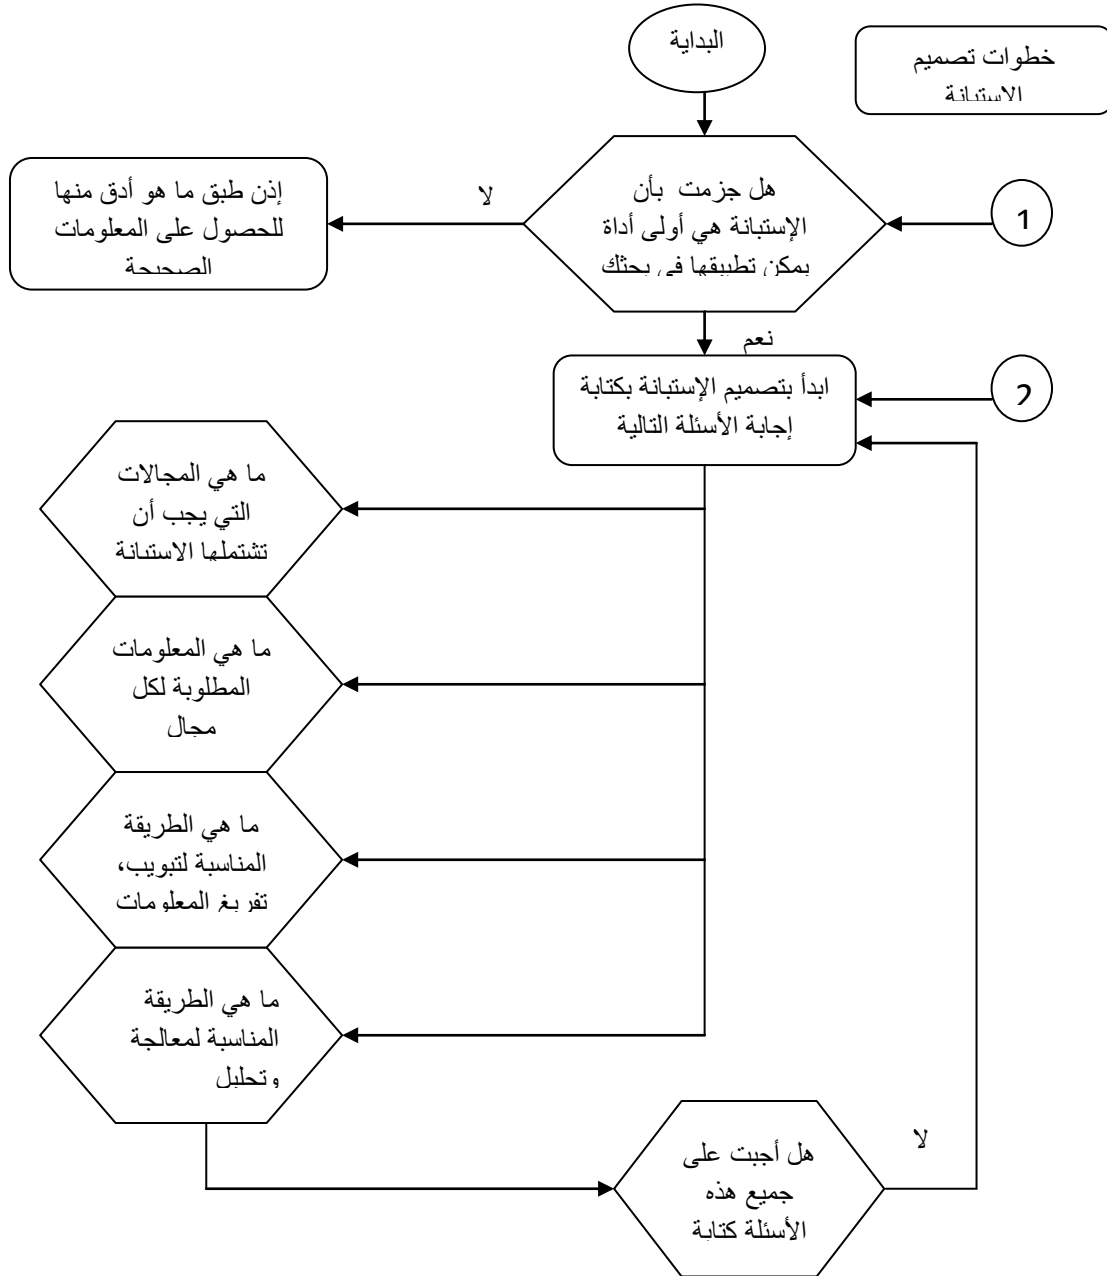 البداية
خطوات تصميم
الاستبانة
هل جزمت بأن
الإستبانة هي أولى أداة
يمكن تطبيقها في بحثك
1
لا
إذن طبق ما هو أدق منها
للحصول على المعلومات
الصحيحة
نعم
ابدأ بتصميم الإستبانة بكتابة
إجابة الأسئلة التالية
2
ما هي المجالات
التي يجب أن
تشتملها الاستبانة
ما هي المعلومات
المطلوبة لكل
مجال
ما هي الطريقة
المناسبة لتبويب،
تفريغ المعلومات
ما هي الطريقة
المناسبة لمعالجة
وتحليل
هل أجبت على
جميع هذه
الأسئلة كتابة
لا